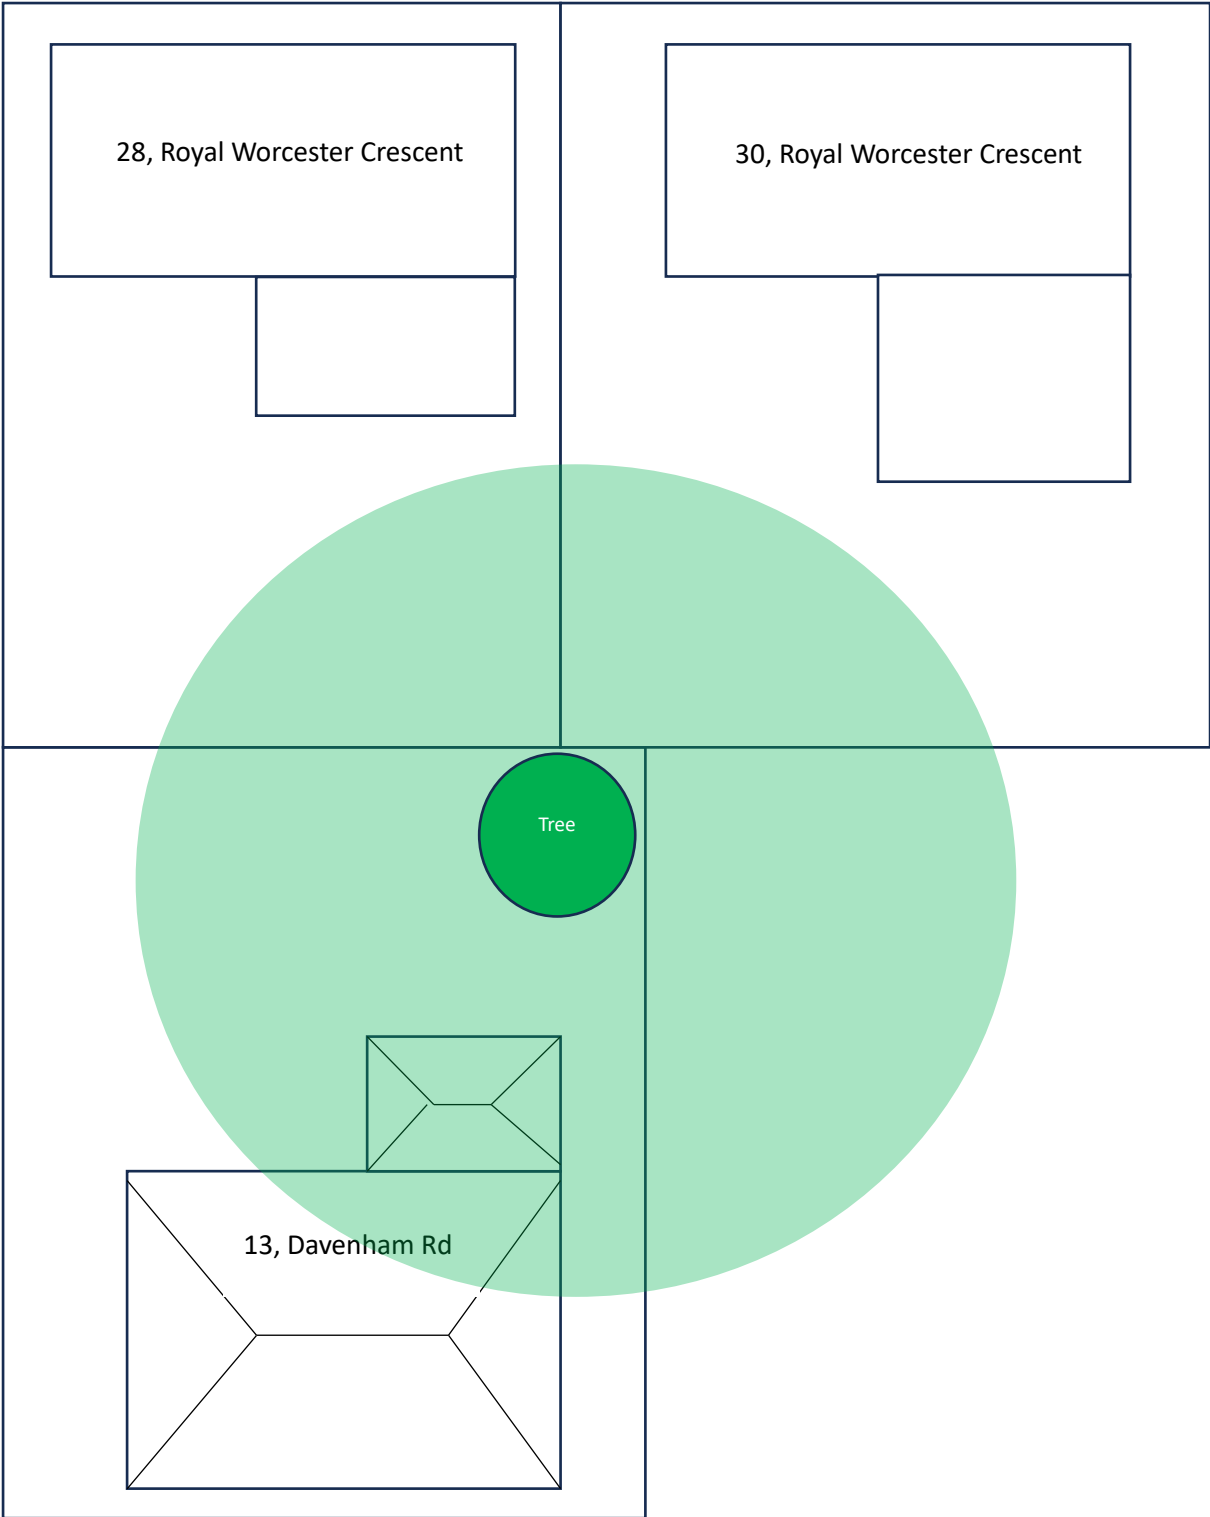 28, Royal Worcester Crescent
30, Royal Worcester Crescent
Tree
13, Davenham Rd